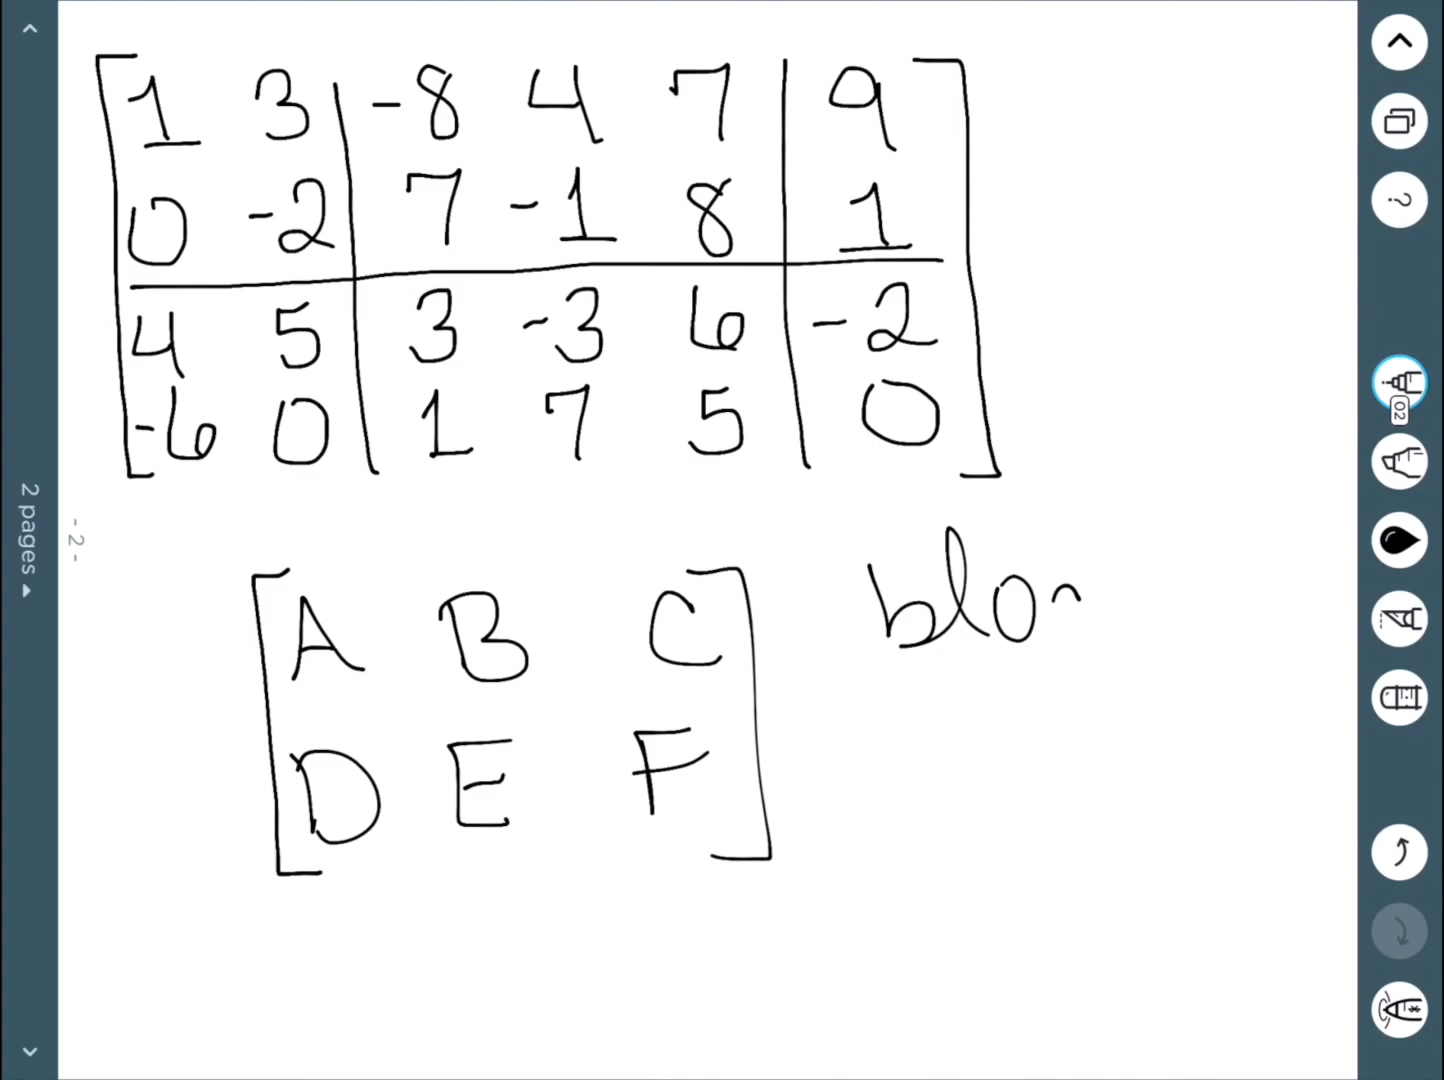 1 3 -8 4 7 9
0 -2 7 -1 8 1
4 5 3 -3 6 -2
-6 0 1 7 5 0
A B C
D E F
2 pages
- 2 -
?
02